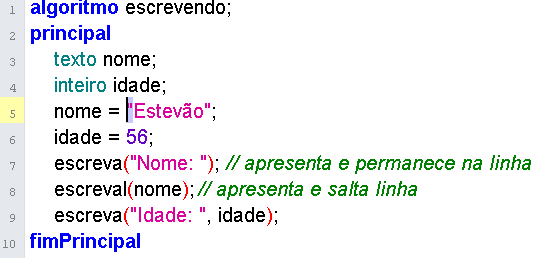 1 algoritmo escrevendo;
2 principal
3 texto nome;
4 inteiro idade;
5 nome = "Estevão";
6 idade = 56;
7 escreva("Nome: "); // apresenta e permanece na linha
8 escreval(nome); // apresenta e salta linha
9 escreva("Idade: ", idade);
10 fimPrincipal